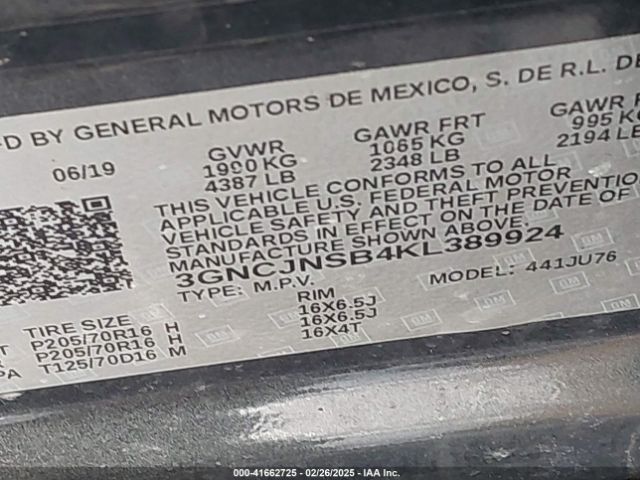 D BY GENERAL MOTORS DE MEXICO, S. DE R.L. DE
06/19
GVWR GAWR FRT GAWR
1990 KG 1065 KG 995 KG
4387 LB 2348 LB 2194 LB
THIS VEHICLE CONFORMS TO ALL
APPLICABLE U.S. FEDERAL MOTOR
VEHICLE SAFETY AND THEFT PREVENTION
STANDARDS IN EFFECT ON THE DATE OF
MANUFACTURE SHOWN ABOVE.
3GNCJNSB4KL389924
TYPE: M.P.V. MODEL: 441JU76
TIRE SIZE RIM
P205/70R16 H 16X6.5J
P205/70R16 H 16X6.5J
T125/70D16 M 16X4T
GM
000-41662725 - 02/26/2025 - IAA Inc.